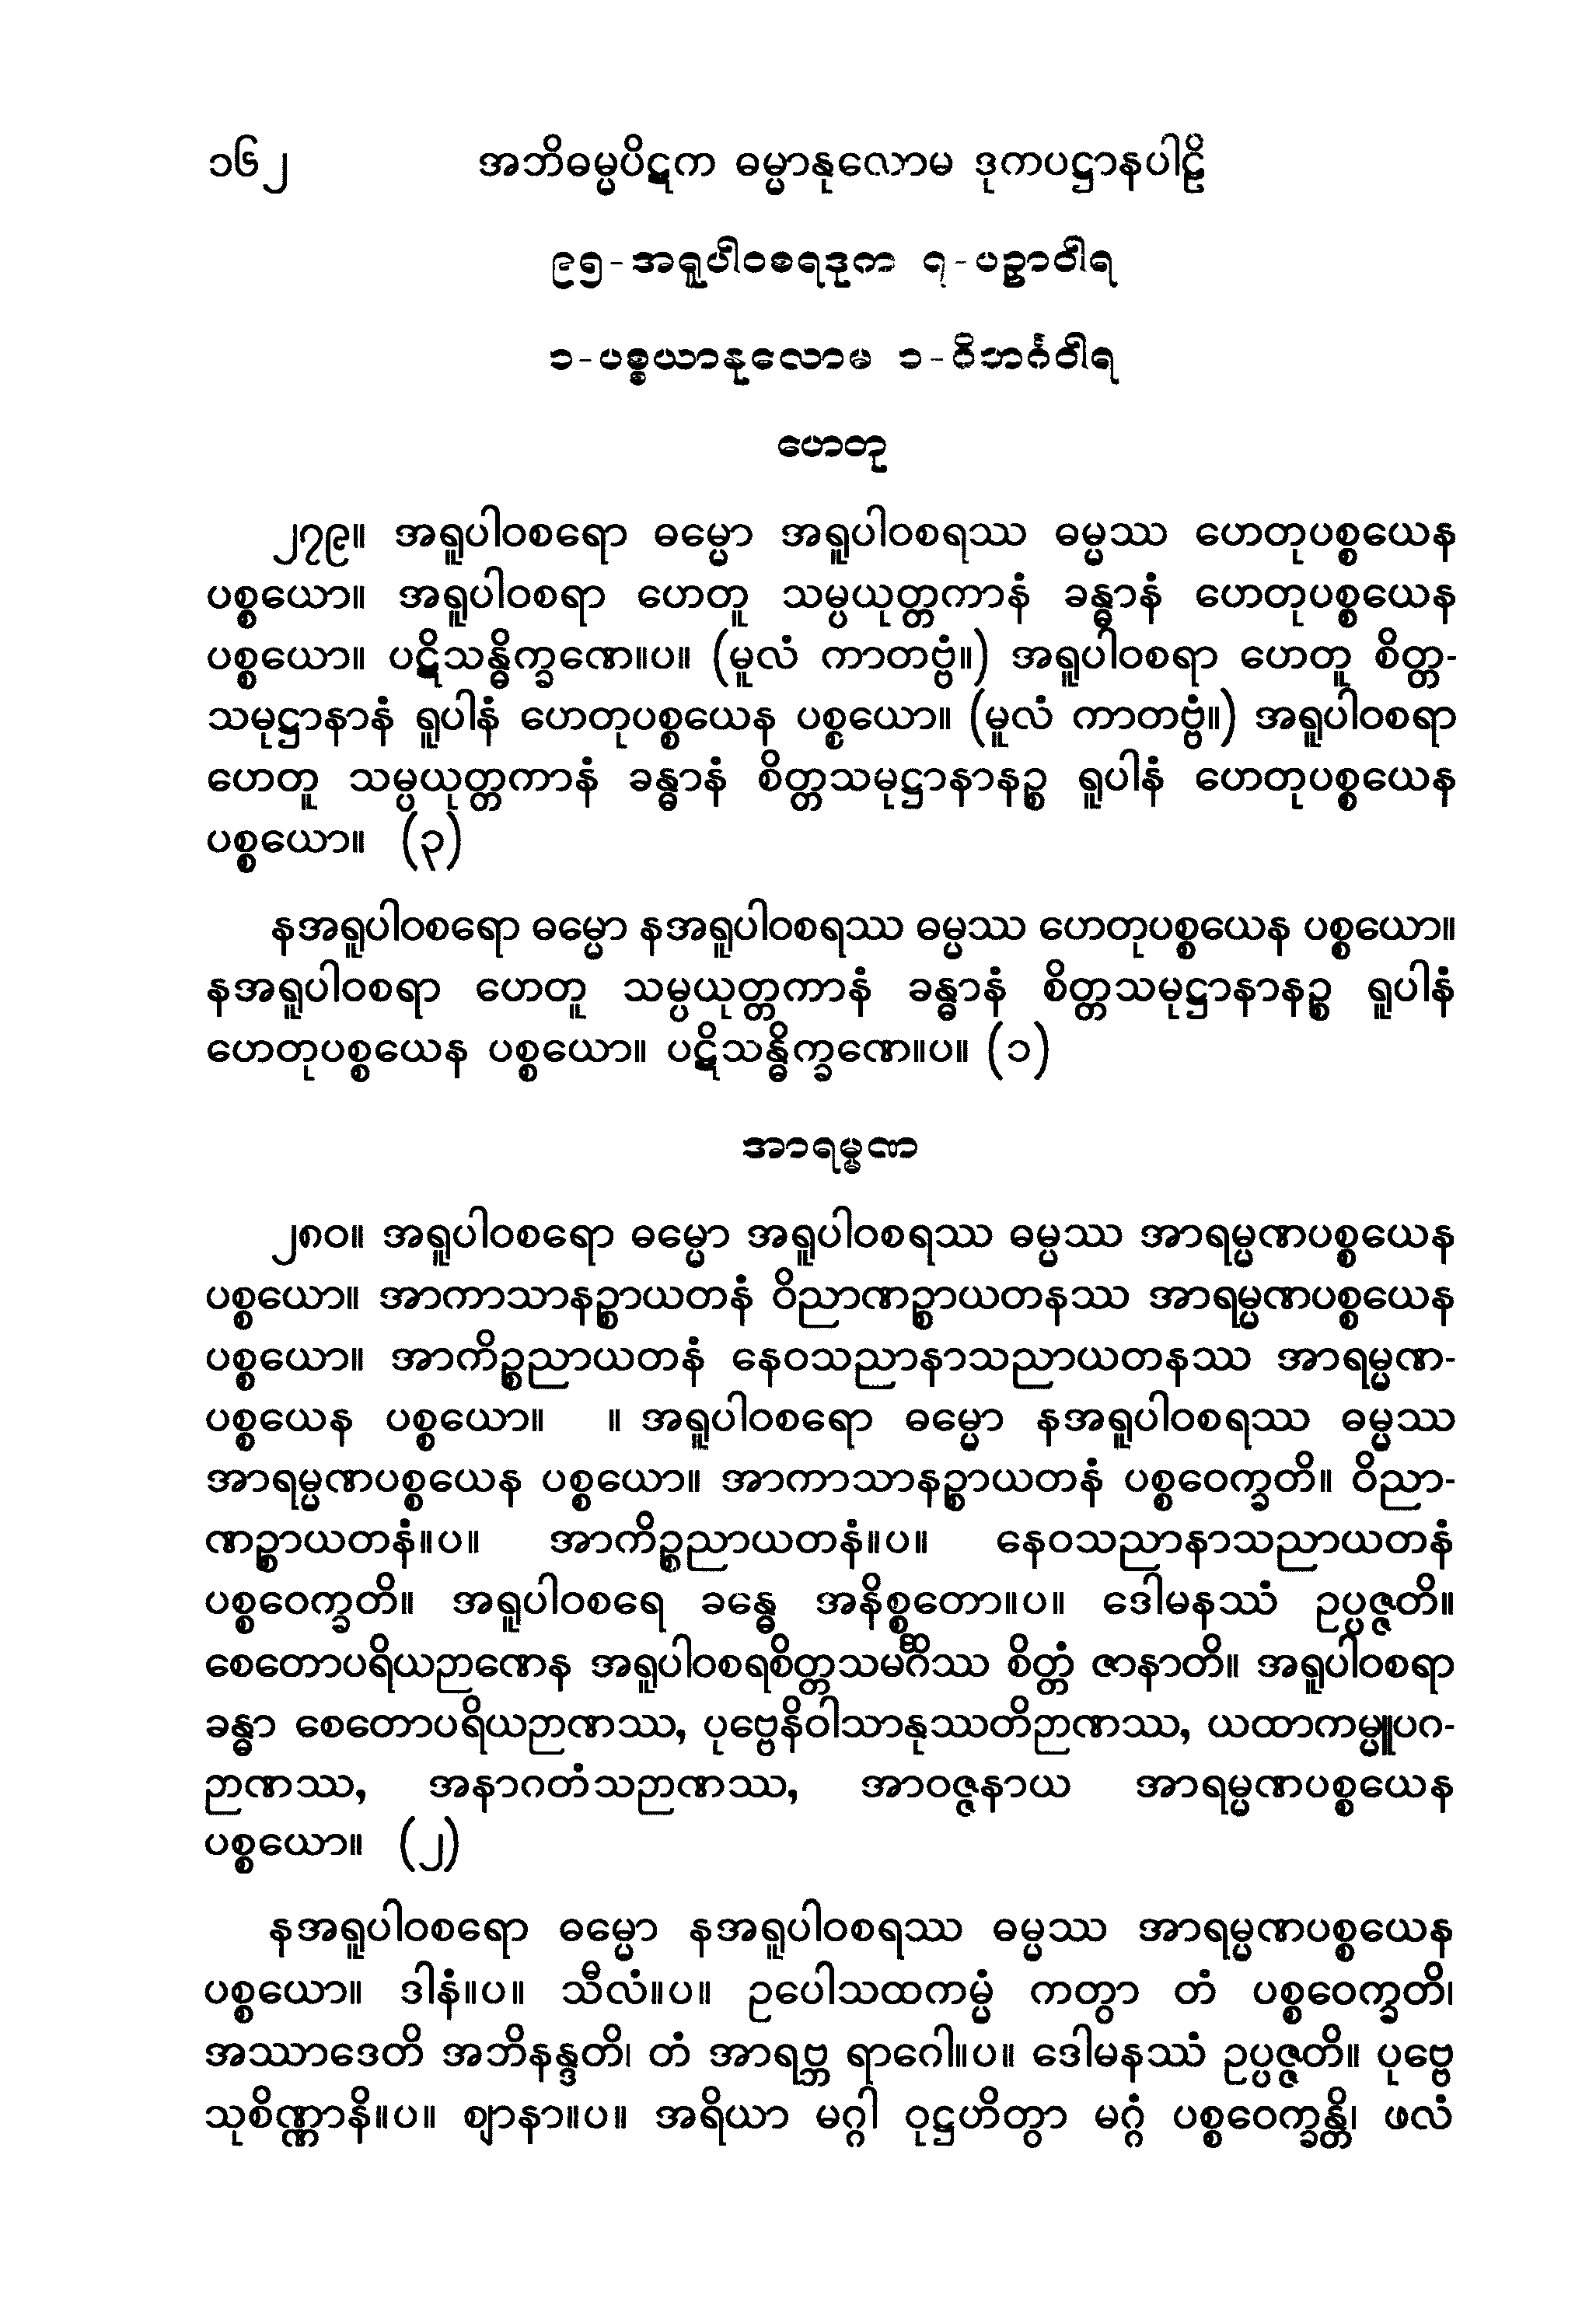 ၁၆၂ အဘိဓမ္မပိဋက ဓမ္မာနုလောမ ဒုကပဋ္ဌာနပါဠိ
၉၅-အရူပါဝစရဒုက ၇-ပဉှာဝါရ
၁-ပစ္စယာနုလောမ ၁-ဝိဘင်္ဂဝါရ
ဟေတု
၂၇၉။ အရူပါဝစရော ဓမ္မော အရူပါဝစရဿ ဓမ္မဿ ဟေတုပစ္စယေန
ပစ္စယော။ အရူပါဝစရာ ဟေတူ သမ္ပယုတ္တကာနံ ခန္ဓာနံ ဟေတုပစ္စယေန
ပစ္စယော။ ပဋိသန္ဓိက္ခဏေ။ပ။ (မူလံ ကာတဗ္ဗံ။) အရူပါဝစရာ ဟေတူ စိတ္တ-
သမုဋ္ဌာနာနံ ရူပါနံ ဟေတုပစ္စယေန ပစ္စယော။ (မူလံ ကာတဗ္ဗံ။) အရူပါဝစရာ
ဟေတူ သမ္ပယုတ္တကာနံ ခန္ဓာနံ စိတ္တသမုဋ္ဌာနာနဉ္စ ရူပါနံ ဟေတုပစ္စယေန
ပစ္စယော။ (၃)
နအရူပါဝစရော ဓမ္မော နအရူပါဝစရဿ ဓမ္မဿ ဟေတုပစ္စယေန ပစ္စယော။
နအရူပါဝစရာ ဟေတူ သမ္ပယုတ္တကာနံ ခန္ဓာနံ စိတ္တသမုဋ္ဌာနာနဉ္စ ရူပါနံ
ဟေတုပစ္စယေန ပစ္စယော။ ပဋိသန္ဓိက္ခဏေ။ပ။ (၁)
အာရမ္မဏ
၂၈၀။ အရူပါဝစရော ဓမ္မော အရူပါဝစရဿ ဓမ္မဿ အာရမ္မဏပစ္စယေန
ပစ္စယော။ အာကာသာနဉ္စာယတနံ ဝိညာဏဉ္စာယတနဿ အာရမ္မဏပစ္စယေန
ပစ္စယော။ အာကိဉ္စညာယတနံ နေဝသညာနာသညာယတနဿ အာရမ္မဏ-
ပစ္စယေန ပစ္စယော။ ။ အရူပါဝစရော ဓမ္မော နအရူပါဝစရဿ ဓမ္မဿ
အာရမ္မဏပစ္စယေန ပစ္စယော။ အာကာသာနဉ္စာယတနံ ပစ္စဝေက္ခတိ။ ဝိညာ-
ဏဉ္စာယတနံ။ပ။ အာကိဉ္စညာယတနံ။ပ။ နေဝသညာနာသညာယတနံ
ပစ္စဝေက္ခတိ။ အရူပါဝစရေ ခန္ဓေ အနိစ္စတော။ပ။ ဒေါမနဿံ ဥပ္ပဇ္ဇတိ။
စေတောပရိယဉာဏေန အရူပါဝစရစိတ္တသမင်္ဂိဿ စိတ္တံ ဇာနာတိ။ အရူပါဝစရာ
ခန္ဓာ စေတောပရိယဉာဏဿ, ပုဗ္ဗေနိဝါသာနုဿတိဉာဏဿ, ယထာကမ္မူပဂ-
ဉာဏဿ, အနာဂတံသဉာဏဿ, အာဝဇ္ဇနာယ အာရမ္မဏပစ္စယေန
ပစ္စယော။ (၂)
နအရူပါဝစရော ဓမ္မော နအရူပါဝစရဿ ဓမ္မဿ အာရမ္မဏပစ္စယေန
ပစ္စယော။ ဒါနံ။ပ။ သီလံ။ပ။ ဥပေါသထကမ္မံ ကတွာ တံ ပစ္စဝေက္ခတိ၊
အဿာဒေတိ အဘိနန္ဒတိ၊ တံ အာရဗ္ဘ ရာဂေါ။ပ။ ဒေါမနဿံ ဥပ္ပဇ္ဇတိ။ ပုဗ္ဗေ
သုစိဏ္ဏာနိ။ပ။ ဈာနာ။ပ။ အရိယာ မဂ္ဂါ ဝုဋ္ဌဟိတွာ မဂ္ဂံ ပစ္စဝေက္ခန္တိ၊ ဖလံ